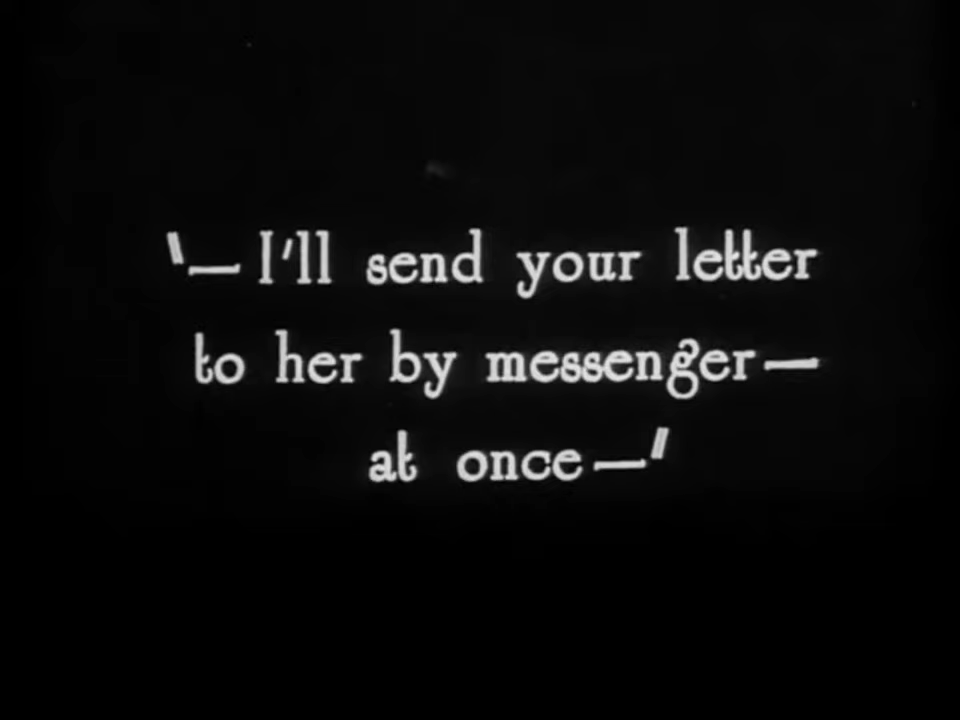 "— I'll send your letter
to her by messenger —
at once —"